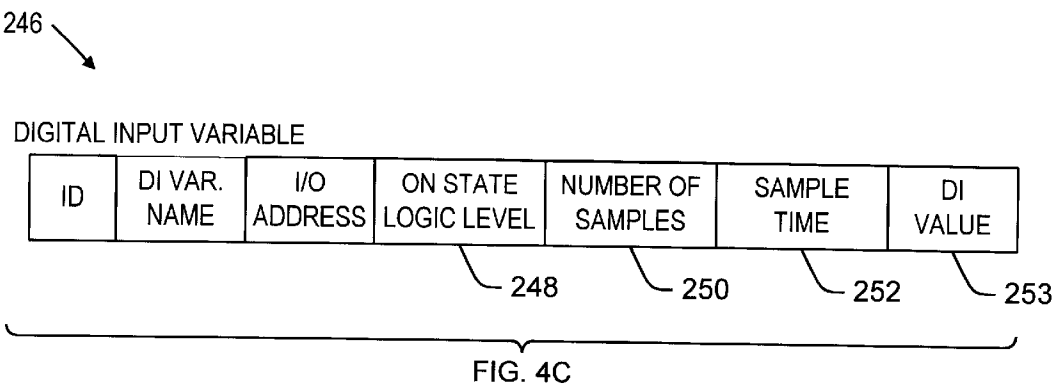 246
DIGITAL INPUT VARIABLE
ID
DI VAR.
NAME
I/O
ADDRESS
ON STATE
LOGIC LEVEL
NUMBER OF
SAMPLES
SAMPLE
TIME
DI
VALUE
248
250
252
253
FIG. 4C